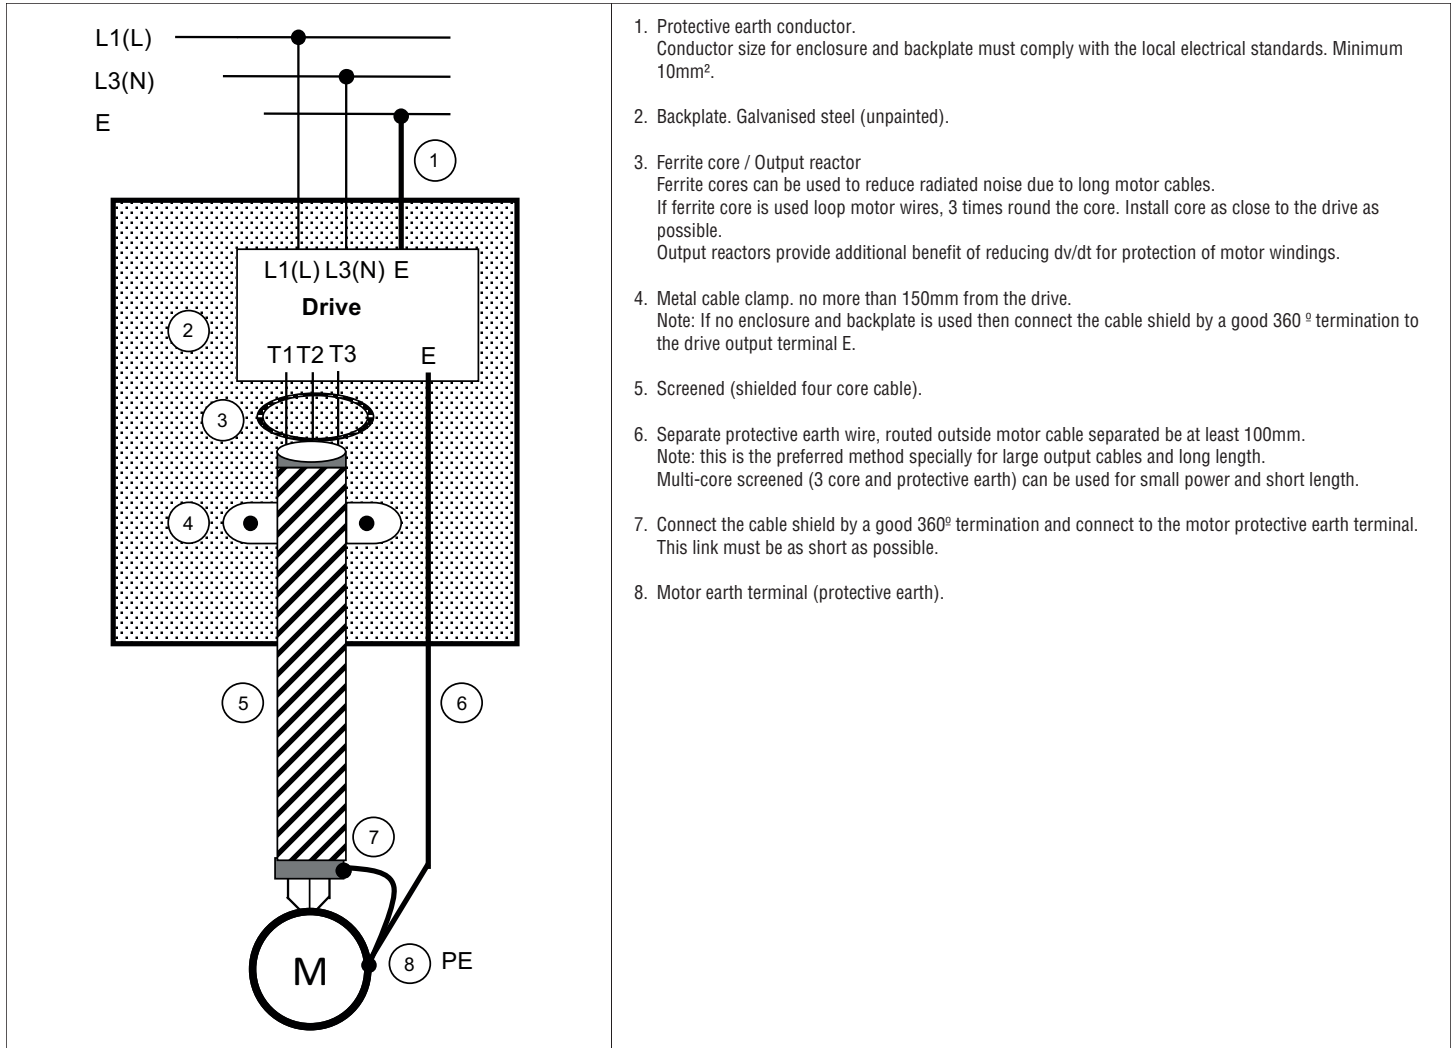 L1(L)
L3(N)
E
1
L1(L) L3(N) E
Drive
2
T1 T2 T3 E
3
4
5
6
7
M
8 PE
1. Protective earth conductor.
Conductor size for enclosure and backplate must comply with the local electrical standards. Minimum
10mm².
2. Backplate. Galvanised steel (unpainted).
3. Ferrite core / Output reactor
Ferrite cores can be used to reduce radiated noise due to long motor cables.
If ferrite core is used loop motor wires, 3 times round the core. Install core as close to the drive as
possible.
Output reactors provide additional benefit of reducing dv/dt for protection of motor windings.
4. Metal cable clamp. no more than 150mm from the drive.
Note: If no enclosure and backplate is used then connect the cable shield by a good 360 º termination to
the drive output terminal E.
5. Screened (shielded four core cable).
6. Separate protective earth wire, routed outside motor cable separated be at least 100mm.
Note: this is the preferred method specially for large output cables and long length.
Multi-core screened (3 core and protective earth) can be used for small power and short length.
7. Connect the cable shield by a good 360º termination and connect to the motor protective earth terminal.
This link must be as short as possible.
8. Motor earth terminal (protective earth).